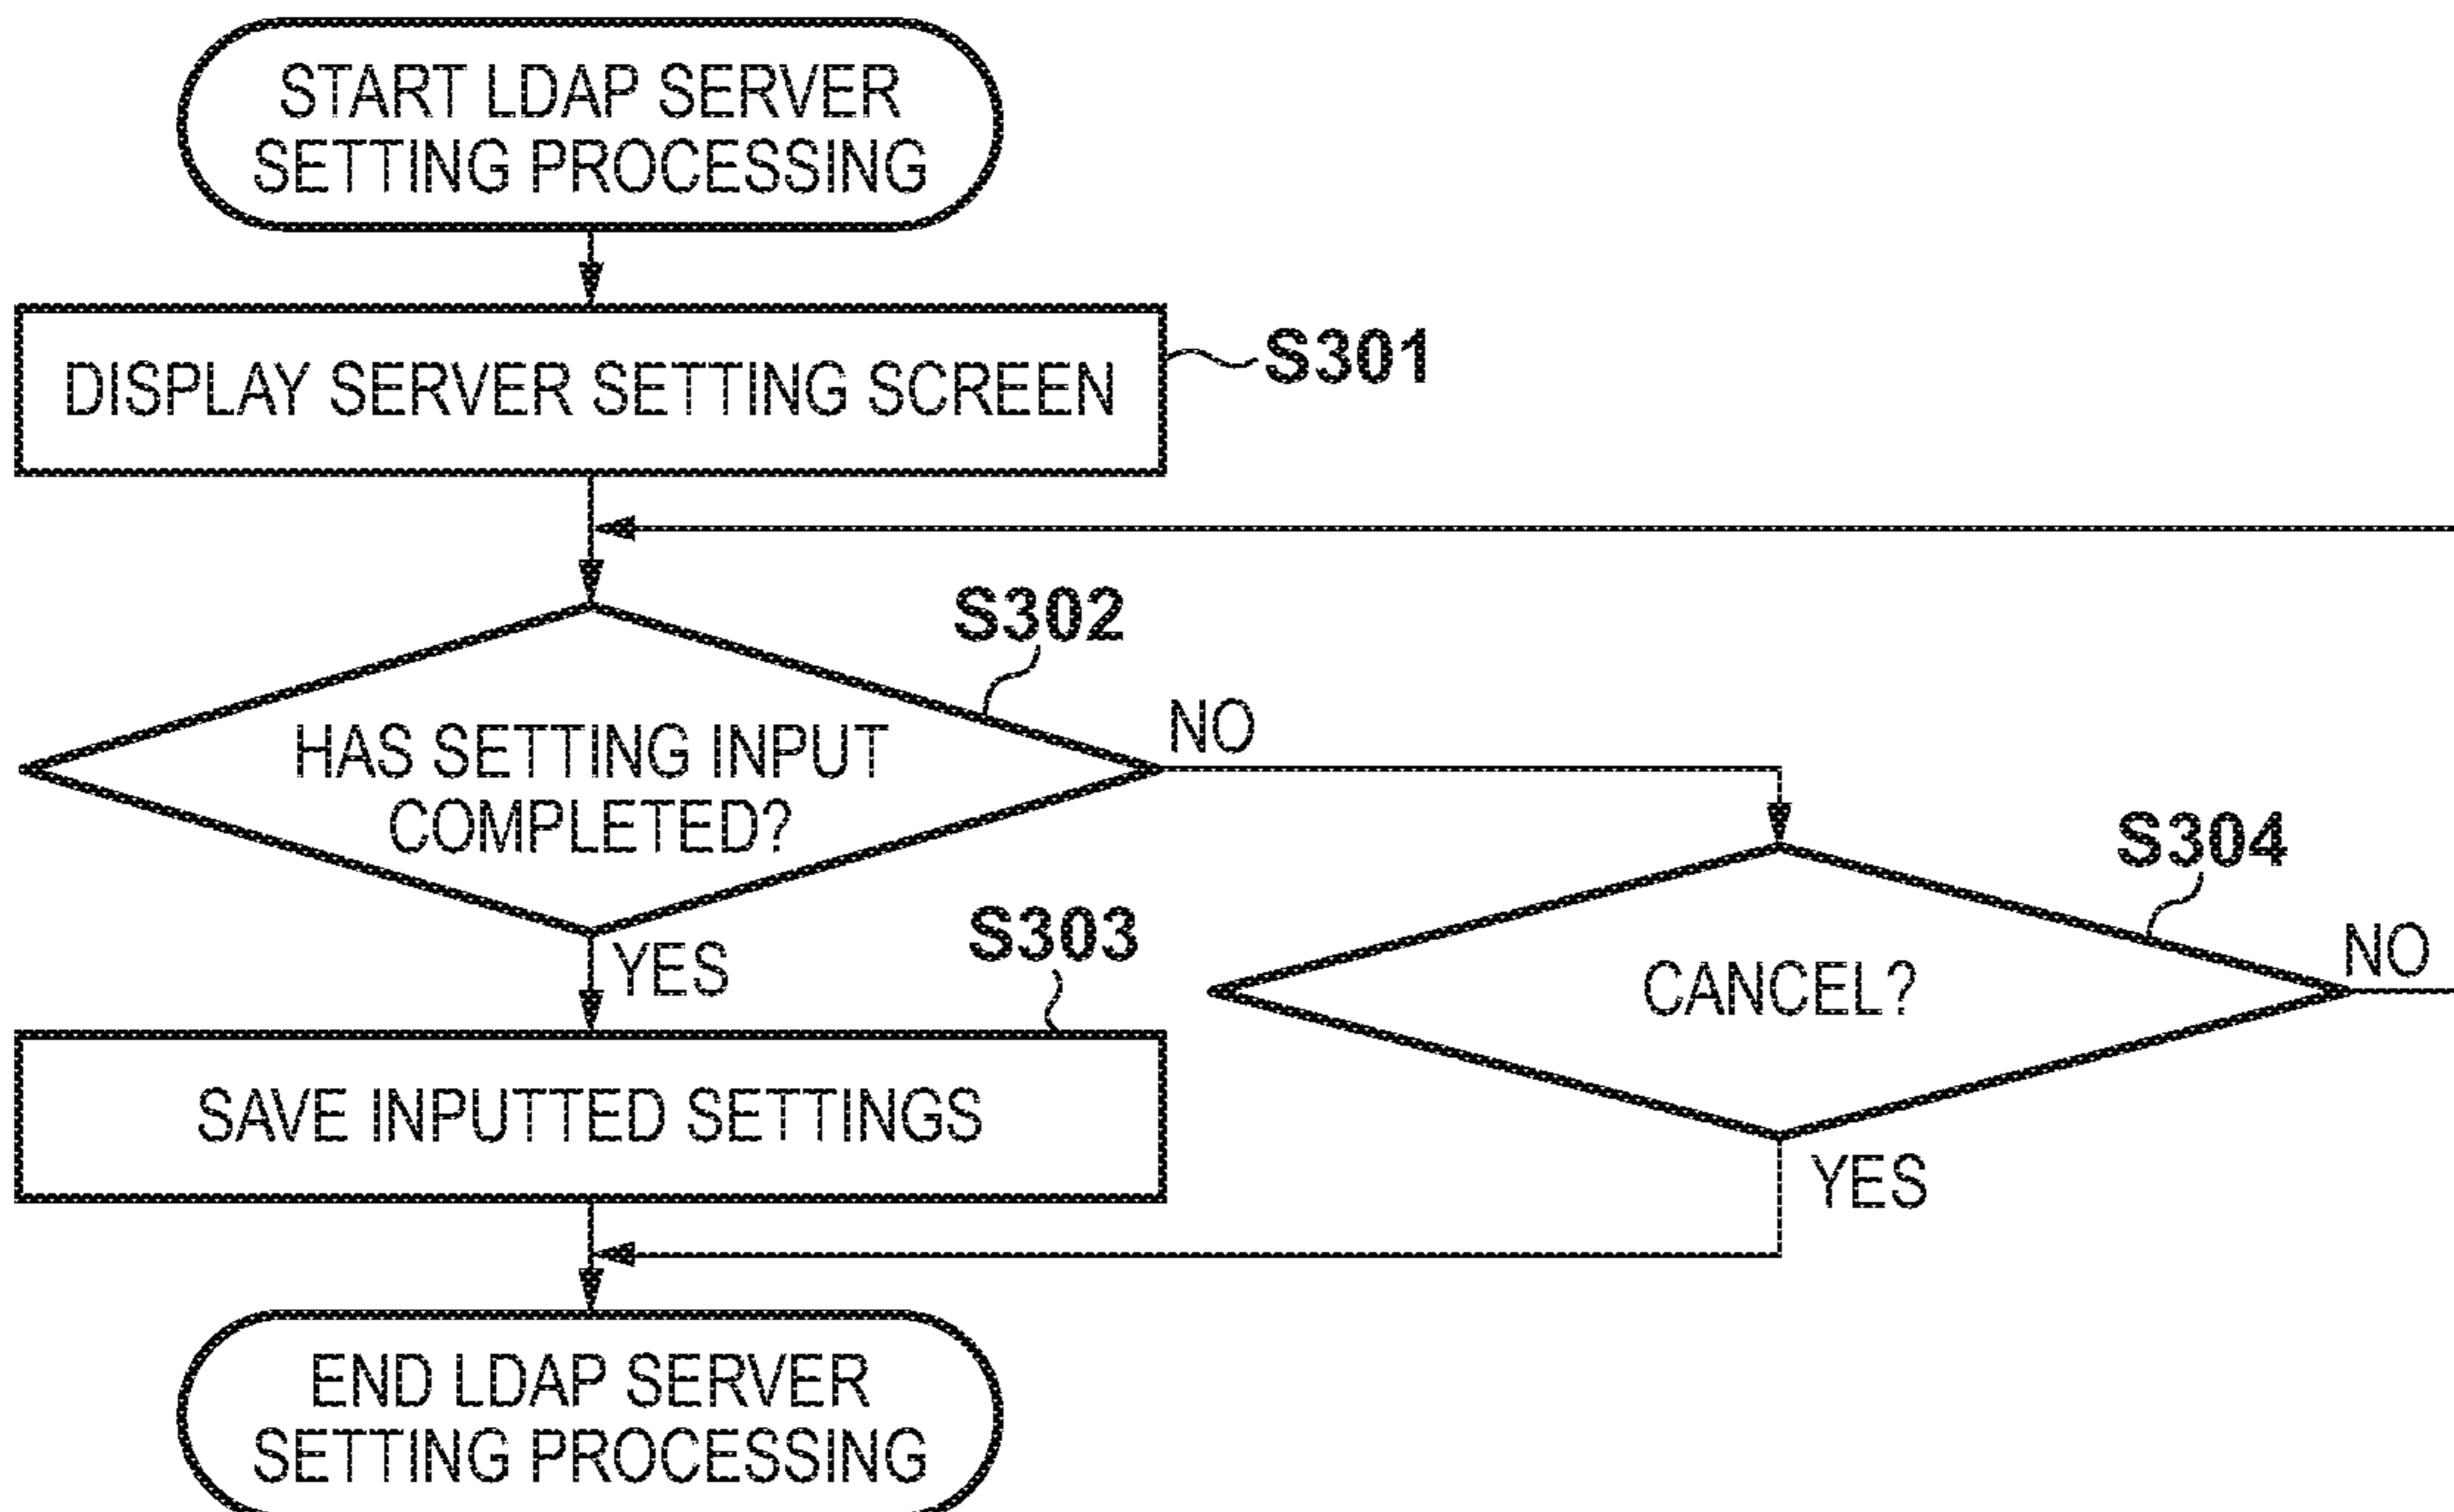 START LDAP SERVER
SETTING PROCESSING
DISPLAY SERVER SETTING SCREEN
S301
S302
HAS SETTING INPUT
COMPLETED?
NO
YES
S303
SAVE INPUTTED SETTINGS
S304
CANCEL?
NO
YES
END LDAP SERVER
SETTING PROCESSING